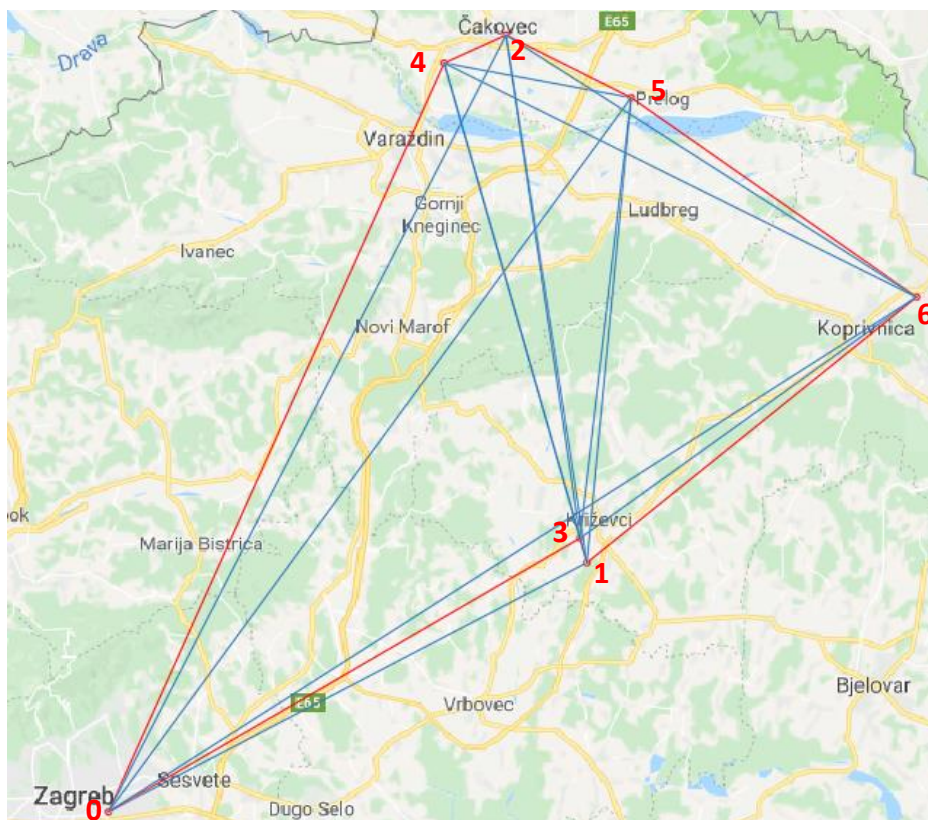 Čakovec
E65
Drava
2
4
5
Prelog
Varaždin
Gornji
Kneginec
Ludbreg
Ivanec
6
Novi Marof
Koprivnica
Križevci
3
ok
Marija Bistrica
1
E65
Vrbovec
Bjelovar
Sesvete
Zagreb
0
Dugo Selo